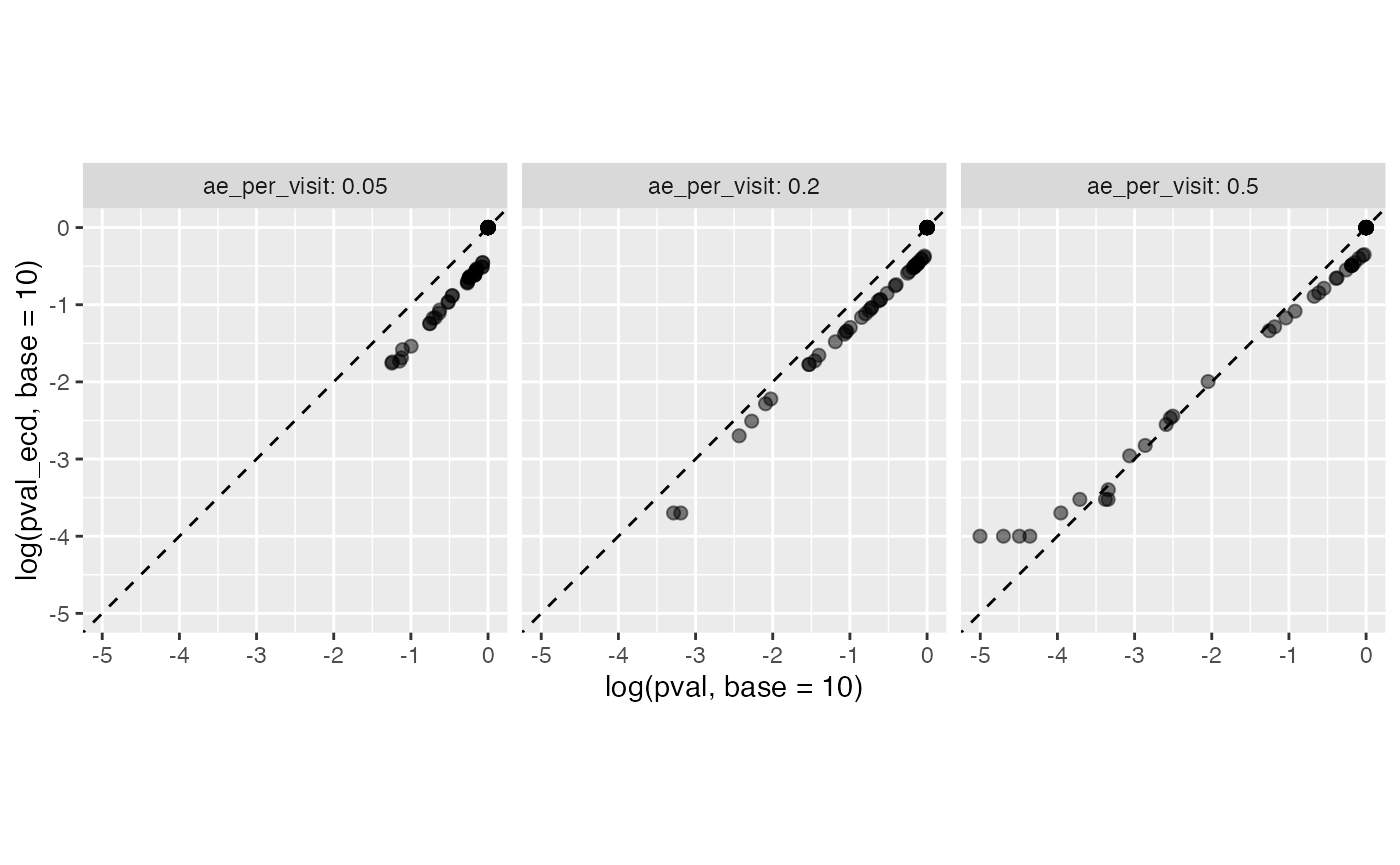 ae_per_visit: 0.05
ae_per_visit: 0.2
ae_per_visit: 0.5
log(pval_ecd, base = 10)
0
-1
-2
-3
-4
-5
-5 -4 -3 -2 -1 0
-5 -4 -3 -2 -1 0
-5 -4 -3 -2 -1 0
log(pval, base = 10)